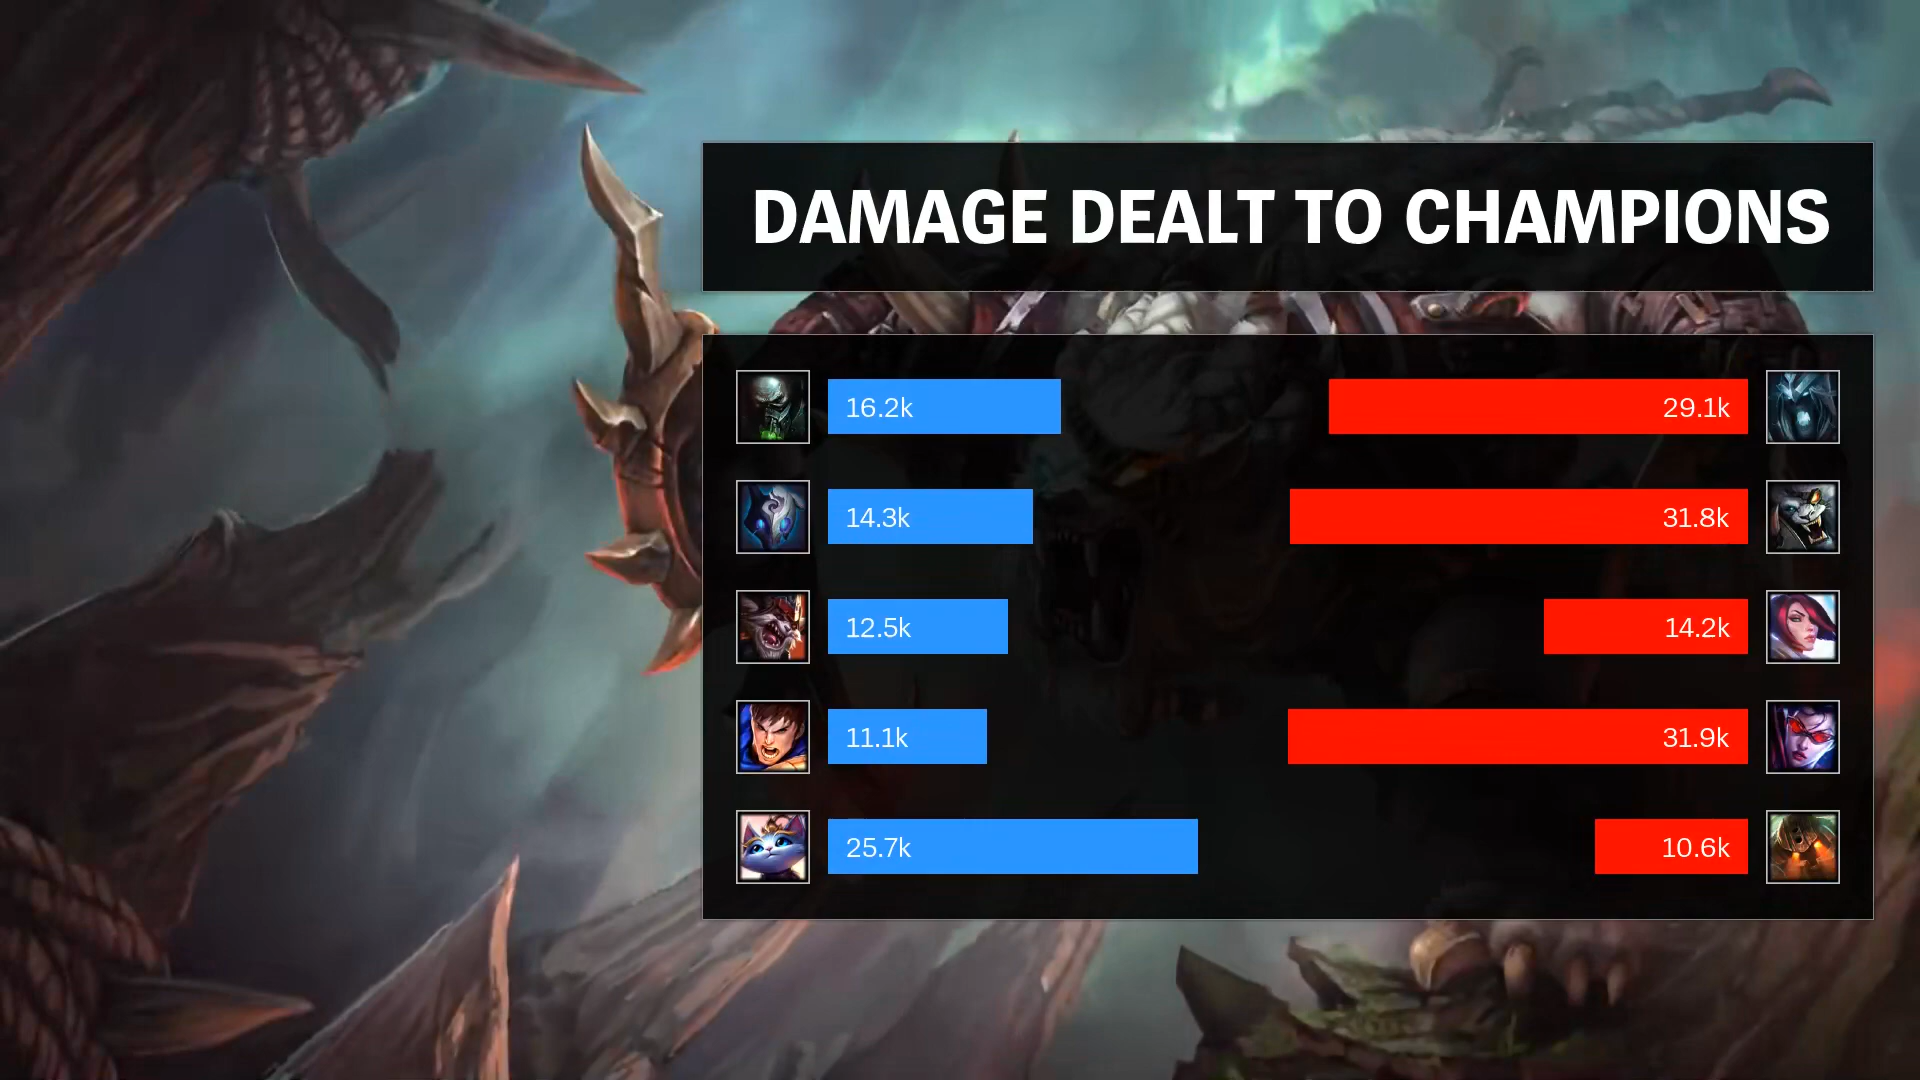 DAMAGE DEALT TO CHAMPIONS
16.2k 29.1k
14.3k 31.8k
12.5k 14.2k
11.1k 31.9k
25.7k 10.6k